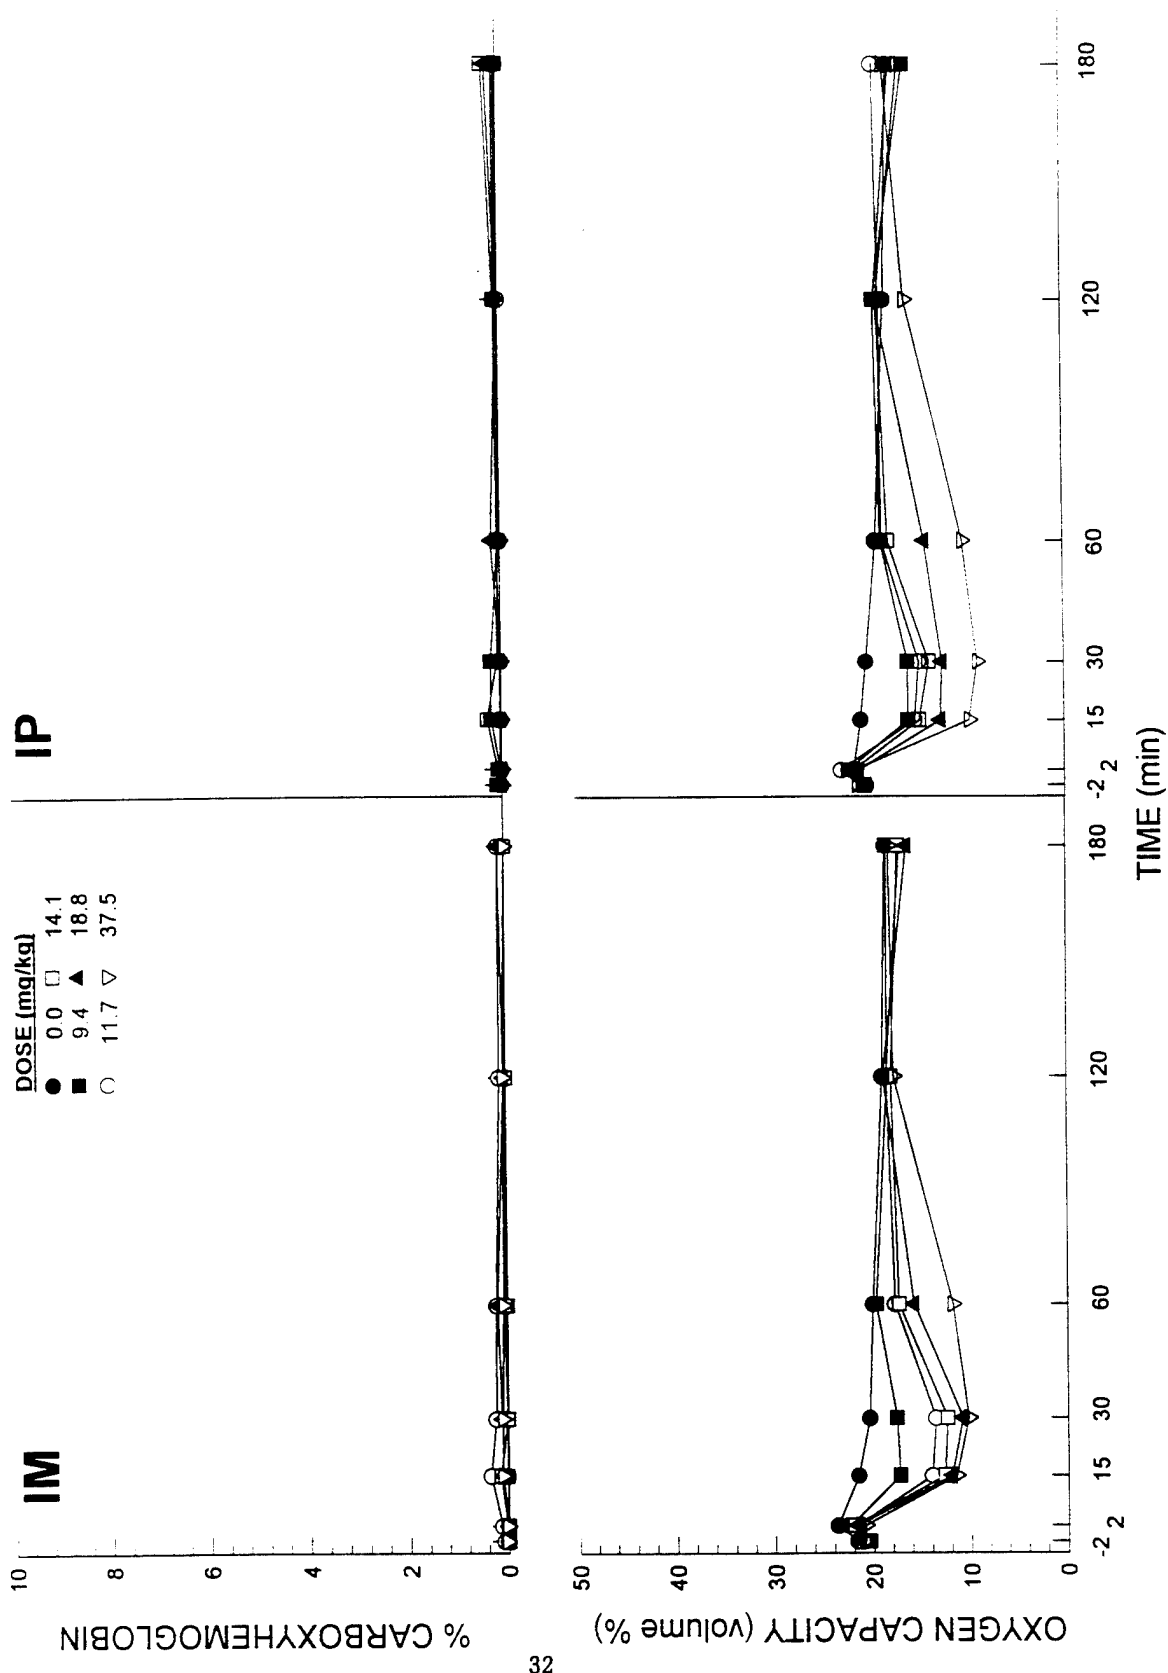 IM
IP
DOSE (mg/kg)
● 0.0 □ 14.1
■ 9.4 ▲ 18.8
○ 11.7 ▽ 37.5
% CARBOXYHEMOGLOBIN
10
8
6
4
2
0
OXYGEN CAPACITY (volume %)
50
40
30
20
10
0
-2 2 15 30 60 120 180
-2 2 15 30 60 120 180
TIME (min)
32